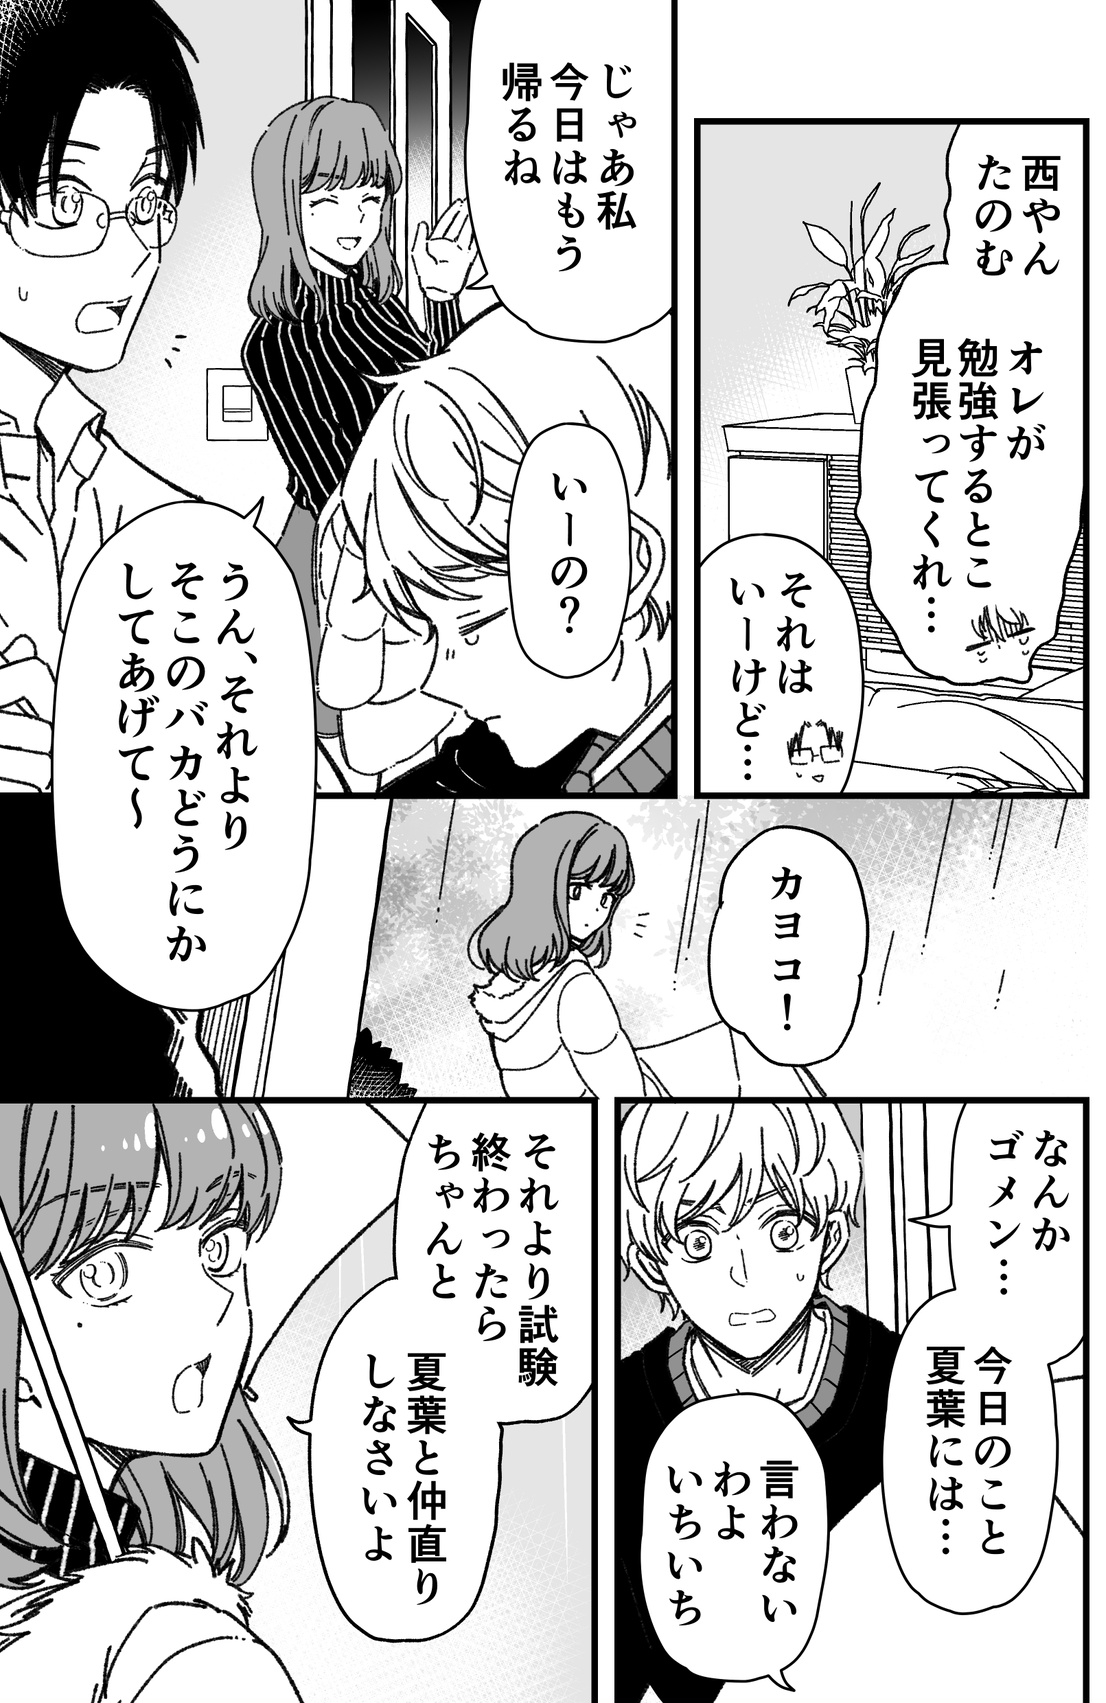 西やん
たのむ
オレが
勉強するとこ
見張ってくれ…
それは
いーけど…
じゃあ私
今日はもう
帰るね
いーの？
うん、それより
そこのバカどうにか
してあげて～
カヨコ！
なんか
ゴメン…
今日のこと
夏葉には…
言わない
わよ
いちいち
それより試験
終わったら
ちゃんと
夏葉と仲直り
しなさいよ